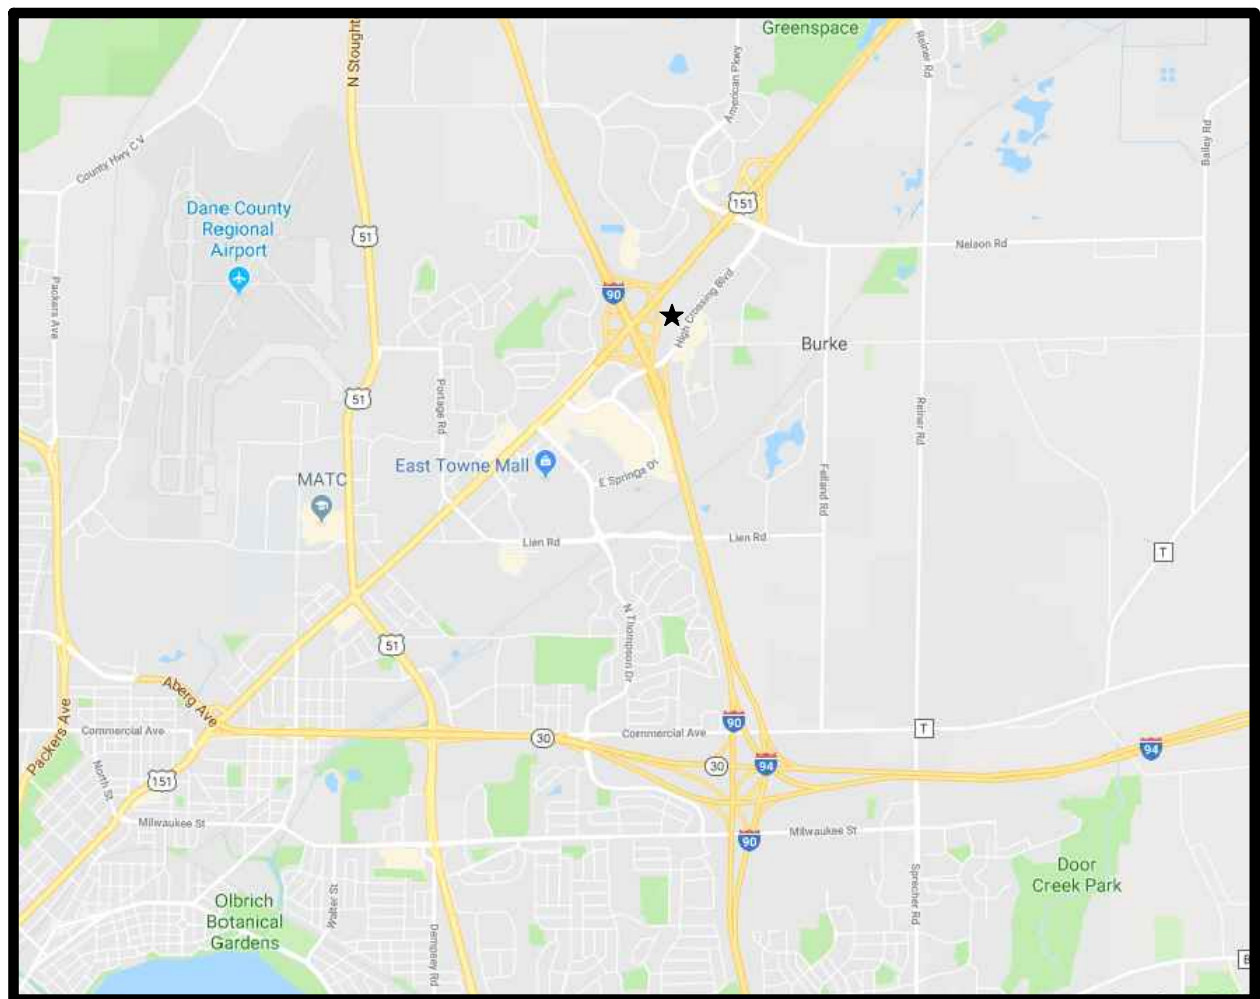 Greenspace
N Stought
American Pkwy
Reiner Rd
County Hwy C V
Bailey Rd
Dane County
Regional
Airport
151
51
Nelson Rd
Packers Ave
90
High Crossing Blvd
Burke
51
Portage Rd
Reiner Rd
East Towne Mall
MATC
E Springs Dr
Felland Rd
Lien Rd
Lien Rd
T
N Thompson Dr
51
Aberg Ave
Packers Ave
Commercial Ave
90
Commercial Ave
T
30
30
94
94
North St
151
Milwaukee St
90
Milwaukee St
Door
Creek Park
Sprecher Rd
Olbrich
Botanical
Gardens
Walter St
Dempsey Rd